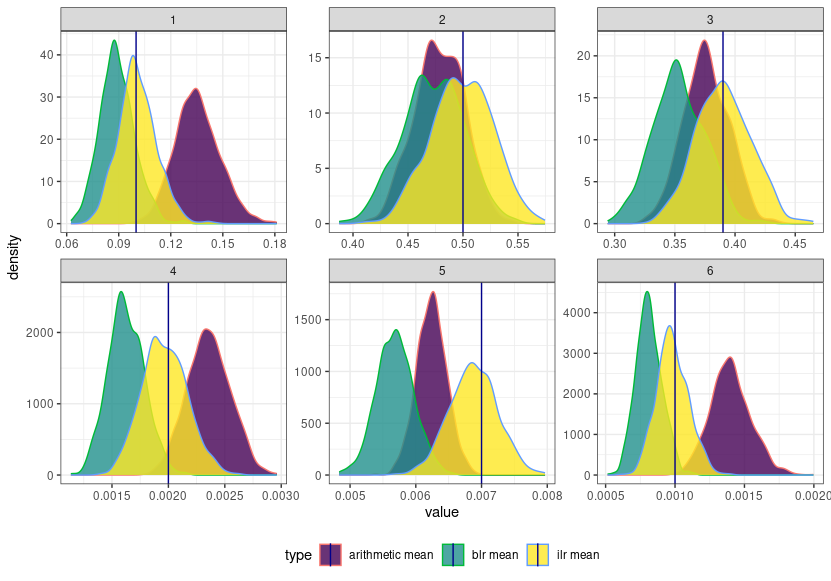 1 2 3
density
40 30 20 10 0
15 10 5 0
20 15 10 5 0
0.06 0.09 0.12 0.15 0.18
0.40 0.45 0.50 0.55
0.30 0.35 0.40 0.45
4 5 6
2000 1000 0
1500 1000 500 0
4000 3000 2000 1000 0
0.0015 0.0020 0.0025 0.0030
0.005 0.006 0.007 0.008
0.0005 0.0010 0.0015 0.0020
value
type arithmetic mean blr mean ilr mean